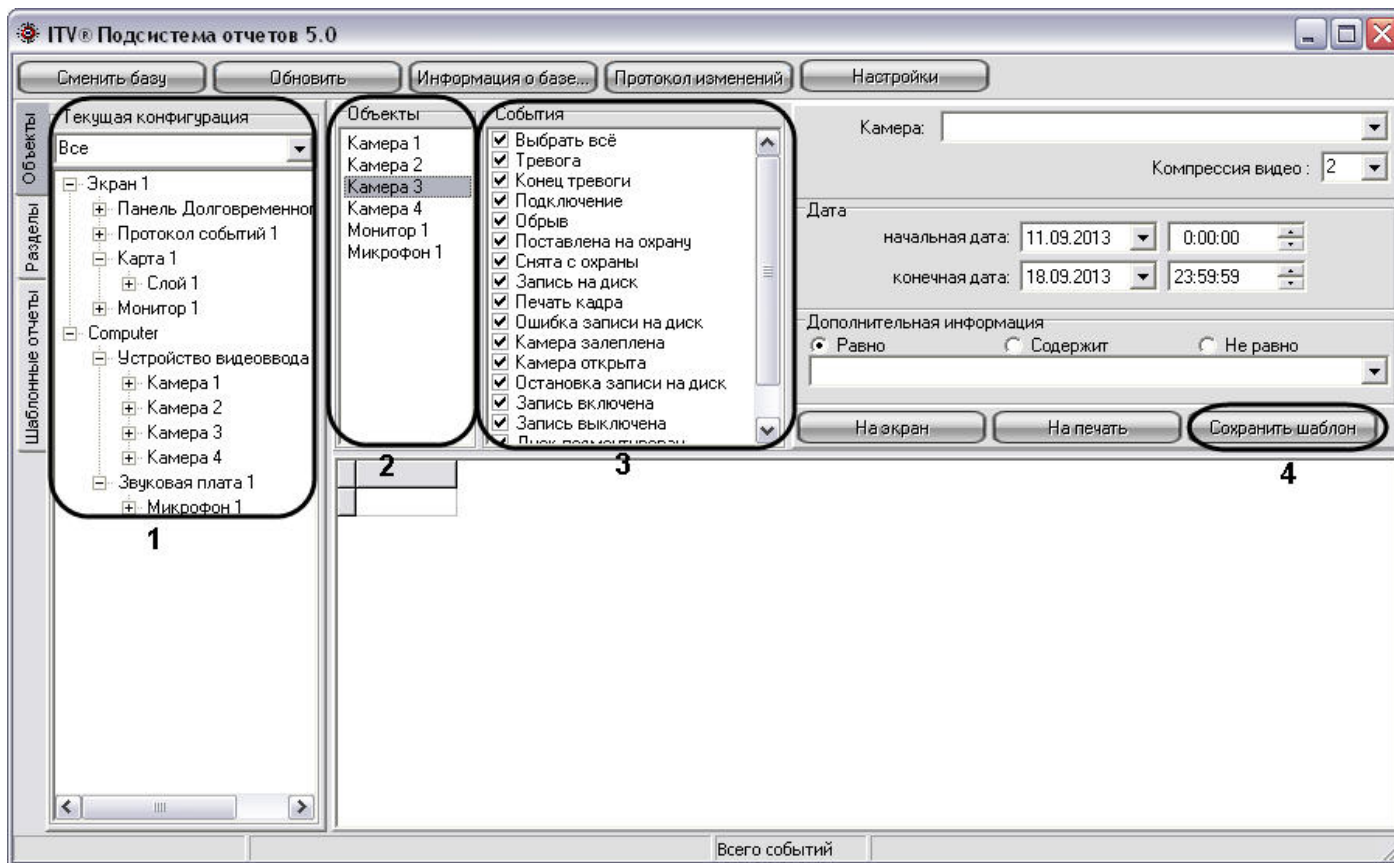 ITV® Подсистема отчетов 5.0
Сменить базу
Обновить
Информация о базе...
Протокол изменений
Настройки
Объекты
Разделы
Шаблонные отчеты
Текущая конфигурация
Все
Экран 1
Панель Долговременног
Протокол событий 1
Карта 1
Слой 1
Монитор 1
Computer
Устройство видеоввода
Камера 1
Камера 2
Камера 3
Камера 4
Звуковая плата 1
Микрофон 1
1
Объекты
Камера 1
Камера 2
Камера 3
Камера 4
Монитор 1
Микрофон 1
2
События
Выбрать всё
Тревога
Конец тревоги
Подключение
Обрыв
Поставлена на охрану
Снята с охраны
Запись на диск
Печать кадра
Ошибка записи на диск
Камера залеплена
Камера открыта
Остановка записи на диск
Запись включена
Запись выключена
3
Камера:
Компрессия видео : 2
Дата
начальная дата: 11.09.2013 0:00:00
конечная дата: 18.09.2013 23:59:59
Дополнительная информация
Равно Содержит Не равно
На экран
На печать
Сохранить шаблон
4
Всего событий